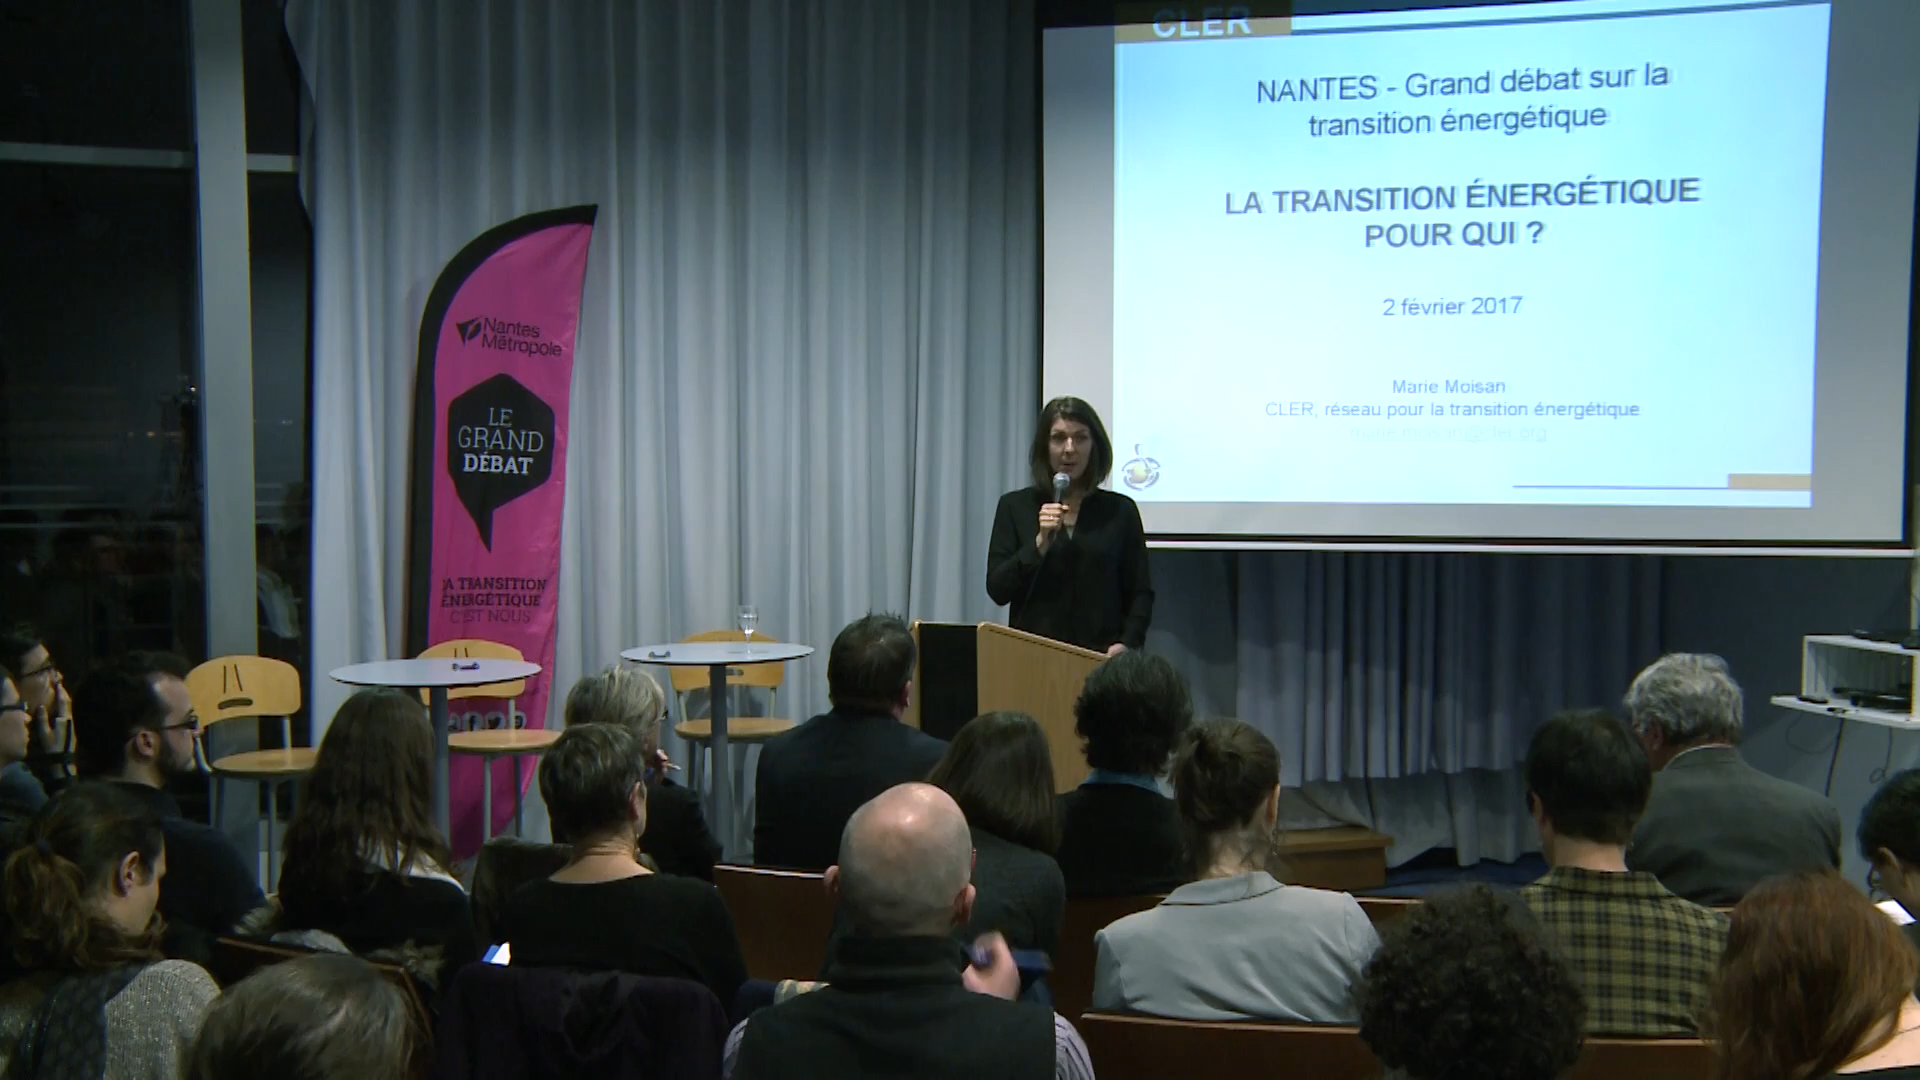 CLER
NANTES - Grand débat sur la
transition énergétique
LA TRANSITION ÉNERGÉTIQUE
POUR QUI ?
2 février 2017
Marie Moisan
CLER, réseau pour la transition énergétique
Nantes
Métropole
LE
GRAND
DÉBAT
A TRANSITION
ÉNERGÉTIQUE
C'EST NOUS